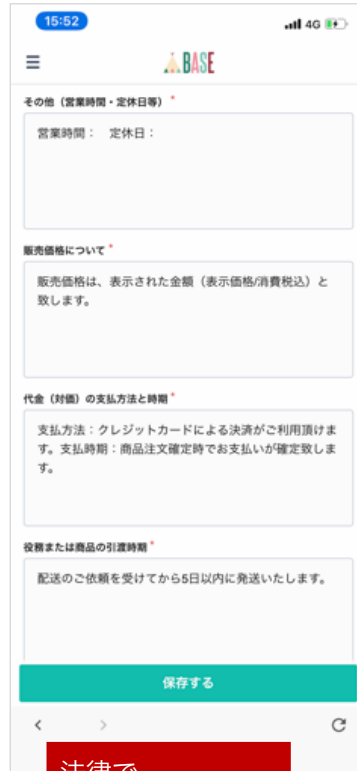 15:52
4G
BASE
その他（営業時間・定休日等） *
営業時間： 定休日：
販売価格について *
販売価格は、表示された金額（表示価格/消費税込）と
致します。
代金（対価）の支払方法と時期 *
支払方法：クレジットカードによる決済がご利用頂けま
す。支払時期：商品注文確定時でお支払いが確定致しま
す。
役務または商品の引渡時期 *
配送のご依頼を受けてから5日以内に発送いたします。
保存する
法律で